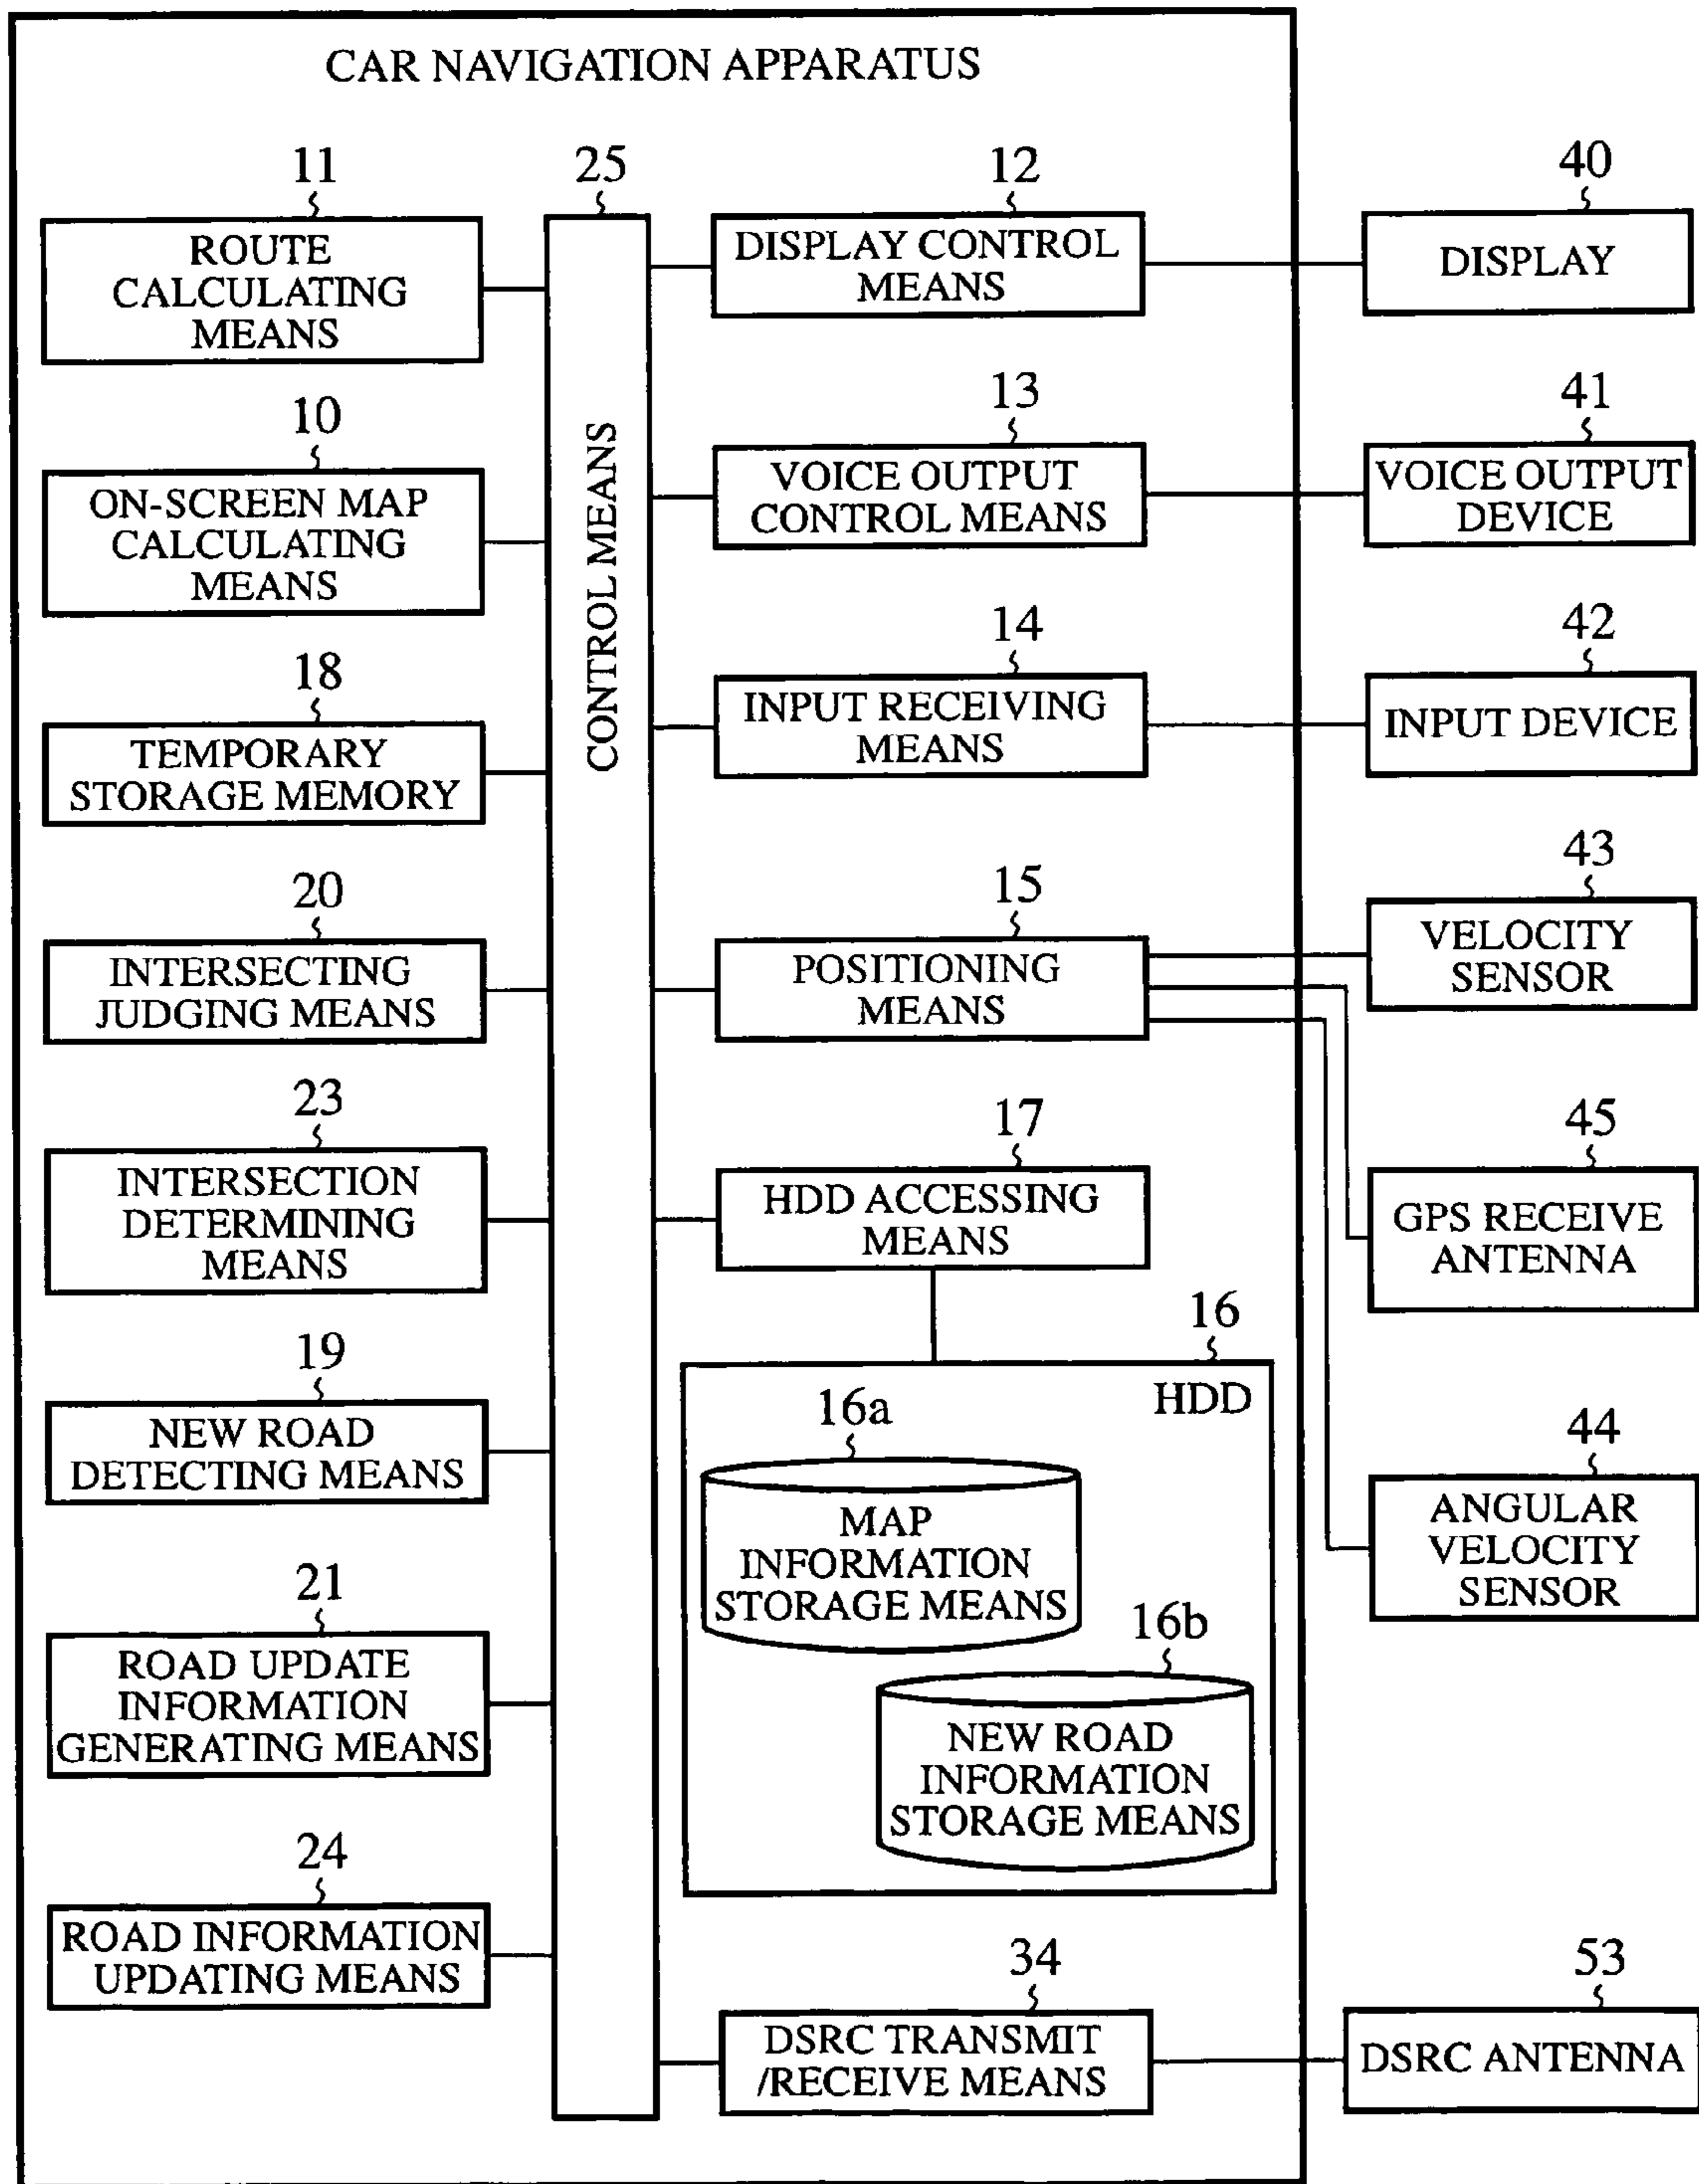 CAR NAVIGATION APPARATUS
11
ROUTE
CALCULATING
MEANS
10
ON-SCREEN MAP
CALCULATING
MEANS
18
TEMPORARY
STORAGE MEMORY
20
INTERSECTING
JUDGING MEANS
23
INTERSECTION
DETERMINING
MEANS
19
NEW ROAD
DETECTING MEANS
21
ROAD UPDATE
INFORMATION
GENERATING MEANS
24
ROAD INFORMATION
UPDATING MEANS
25
CONTROL MEANS
12
DISPLAY CONTROL
MEANS
13
VOICE OUTPUT
CONTROL MEANS
14
INPUT RECEIVING
MEANS
15
POSITIONING
MEANS
17
HDD ACCESSING
MEANS
16
HDD
16a
MAP
INFORMATION
STORAGE MEANS
16b
NEW ROAD
INFORMATION
STORAGE MEANS
34
DSRC TRANSMIT
/RECEIVE MEANS
40
DISPLAY
41
VOICE OUTPUT
DEVICE
42
INPUT DEVICE
43
VELOCITY
SENSOR
45
GPS RECEIVE
ANTENNA
44
ANGULAR
VELOCITY
SENSOR
53
DSRC ANTENNA